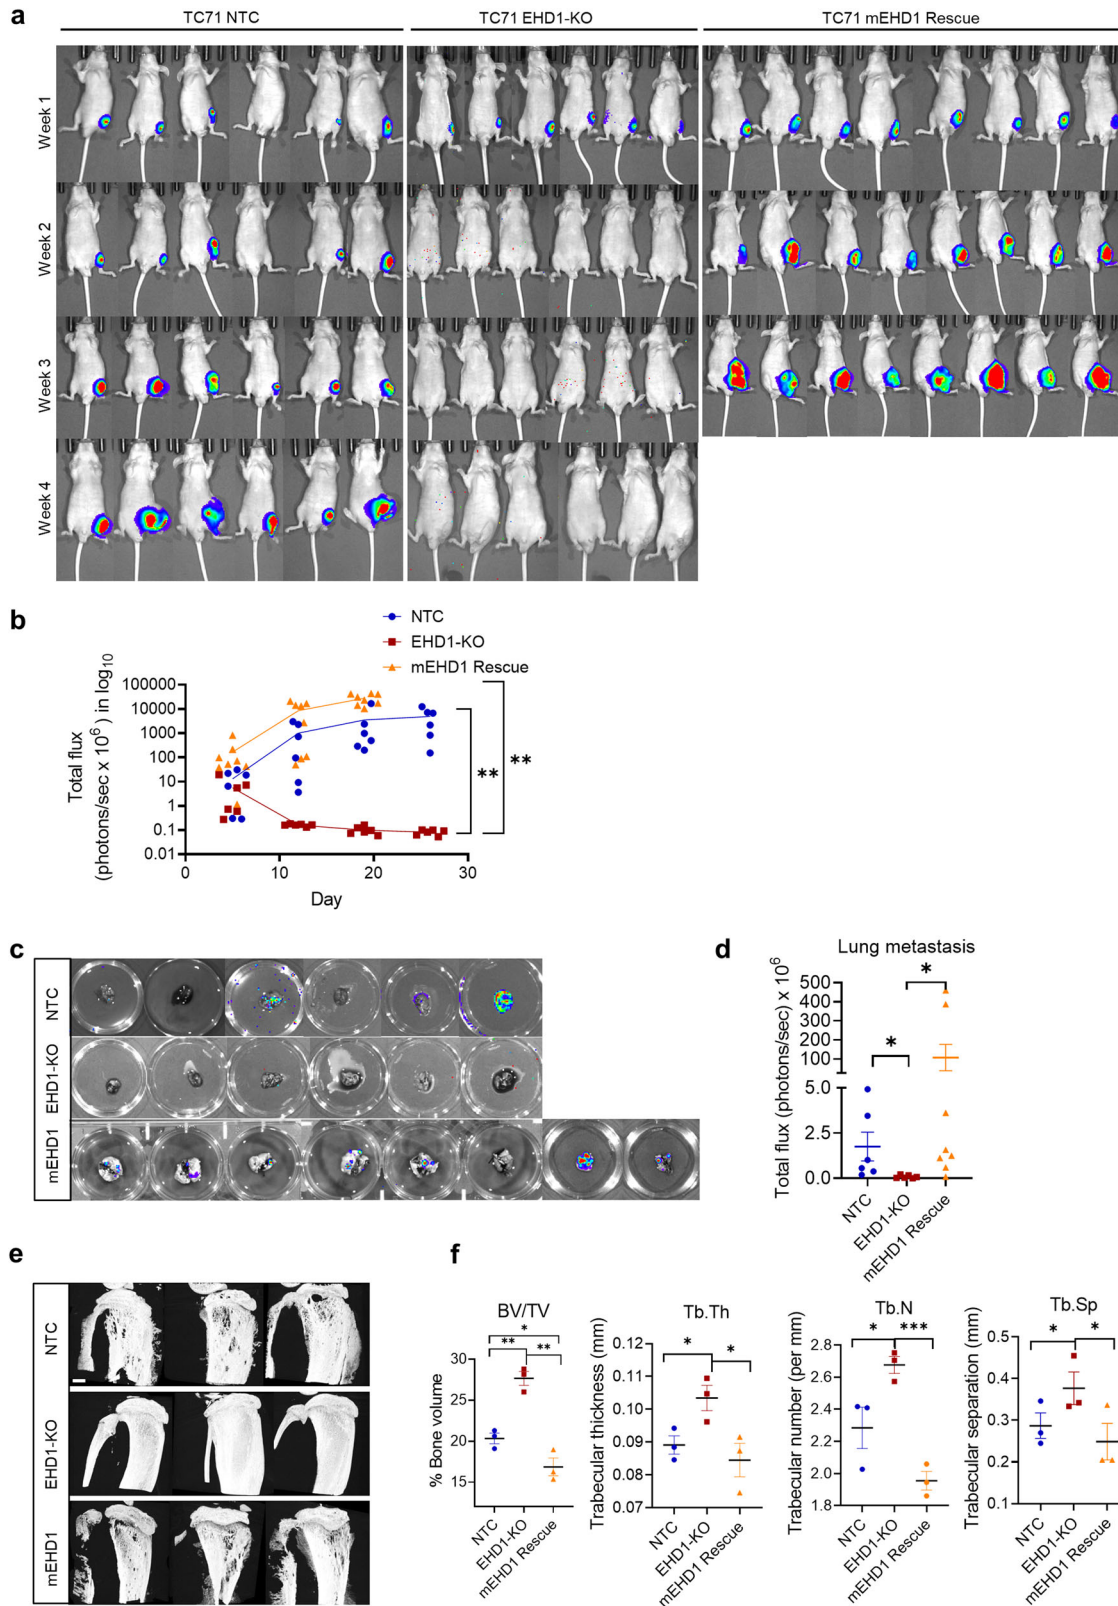 a
TC71 NTC
TC71 EHD1-KO
TC71 mEHD1 Rescue
Week 1
Week 2
Week 3
Week 4
b
NTC
EHD1-KO
mEHD1 Rescue
Total flux
(photons/sec x 10⁶ ) in log₁₀
100000
10000
1000
100
10
1
0.1
0.01
0
10
20
30
Day
**
**
c
NTC
EHD1-KO
mEHD1
d
Lung metastasis
Total flux (photons/sec) x 10⁶
500
400
300
200
100
5.0
2.5
0.0
*
*
NTC
EHD1-KO
mEHD1 Rescue
e
NTC
EHD1-KO
mEHD1
f
BV/TV
% Bone volume
30
25
20
15
*
**
**
NTC
EHD1-KO
mEHD1 Rescue
Tb.Th
Trabecular thickness (mm)
0.12
0.11
0.10
0.09
0.08
0.07
*
*
NTC
EHD1-KO
mEHD1 Rescue
Tb.N
Trabecular number (per mm)
2.8
2.6
2.4
2.2
2.0
1.8
*
***
NTC
EHD1-KO
mEHD1 Rescue
Tb.Sp
Trabecular separation (mm)
0.5
0.4
0.3
0.2
0.1
*
*
NTC
EHD1-KO
mEHD1 Rescue